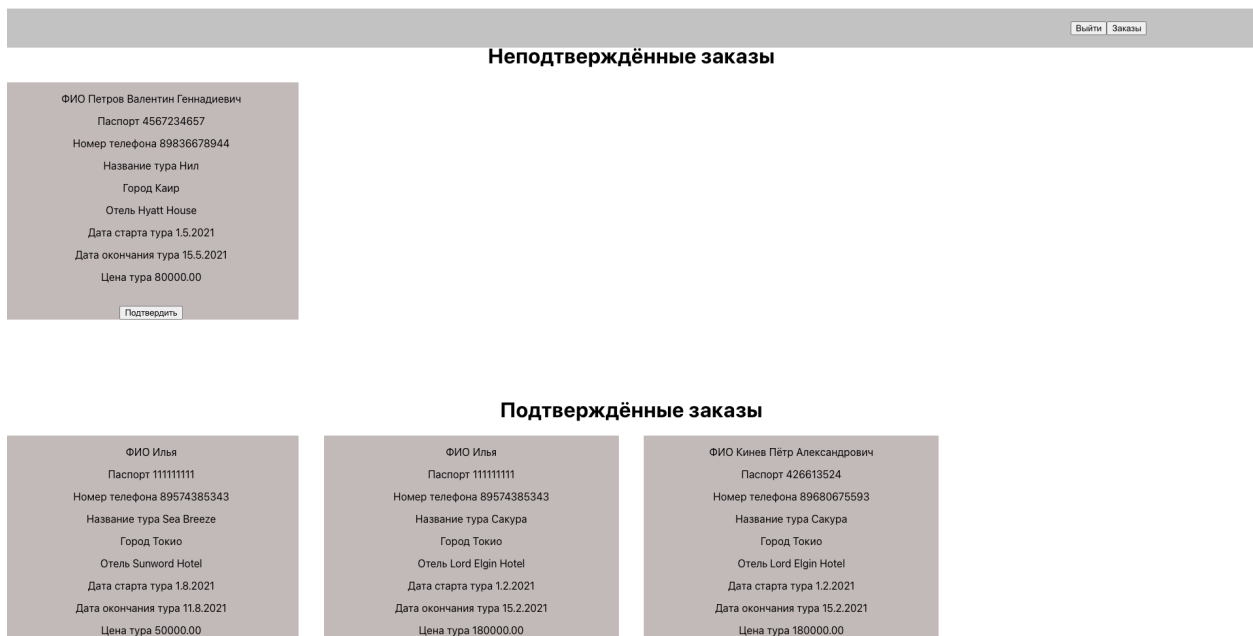 Выйти Заказы
Неподтверждённые заказы
ФИО Петров Валентин Геннадиевич
Паспорт 4567234657
Номер телефона 89836678944
Название тура Нил
Город Каир
Отель Hyatt House
Дата старта тура 1.5.2021
Дата окончания тура 15.5.2021
Цена тура 80000.00
Подтвердить
Подтверждённые заказы
ФИО Илья
Паспорт 111111111
Номер телефона 89574385343
Название тура Sea Breeze
Город Токио
Отель Sunword Hotel
Дата старта тура 1.8.2021
Дата окончания тура 11.8.2021
Цена тура 50000.00
ФИО Илья
Паспорт 111111111
Номер телефона 89574385343
Название тура Сакура
Город Токио
Отель Lord Elgin Hotel
Дата старта тура 1.2.2021
Дата окончания тура 15.2.2021
Цена тура 180000.00
ФИО Кинев Пётр Александрович
Паспорт 426613524
Номер телефона 89680675593
Название тура Сакура
Город Токио
Отель Lord Elgin Hotel
Дата старта тура 1.2.2021
Дата окончания тура 15.2.2021
Цена тура 180000.00